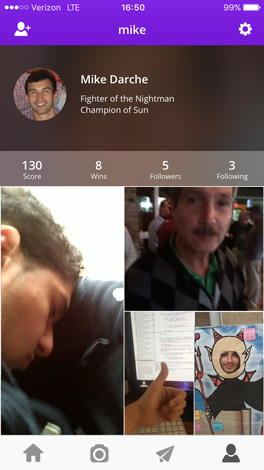 Verizon LTE 16:50 99%
mike
Mike Darche
Fighter of the Nightman
Champion of Sun
130 8 5 3
Score Wins Followers Following